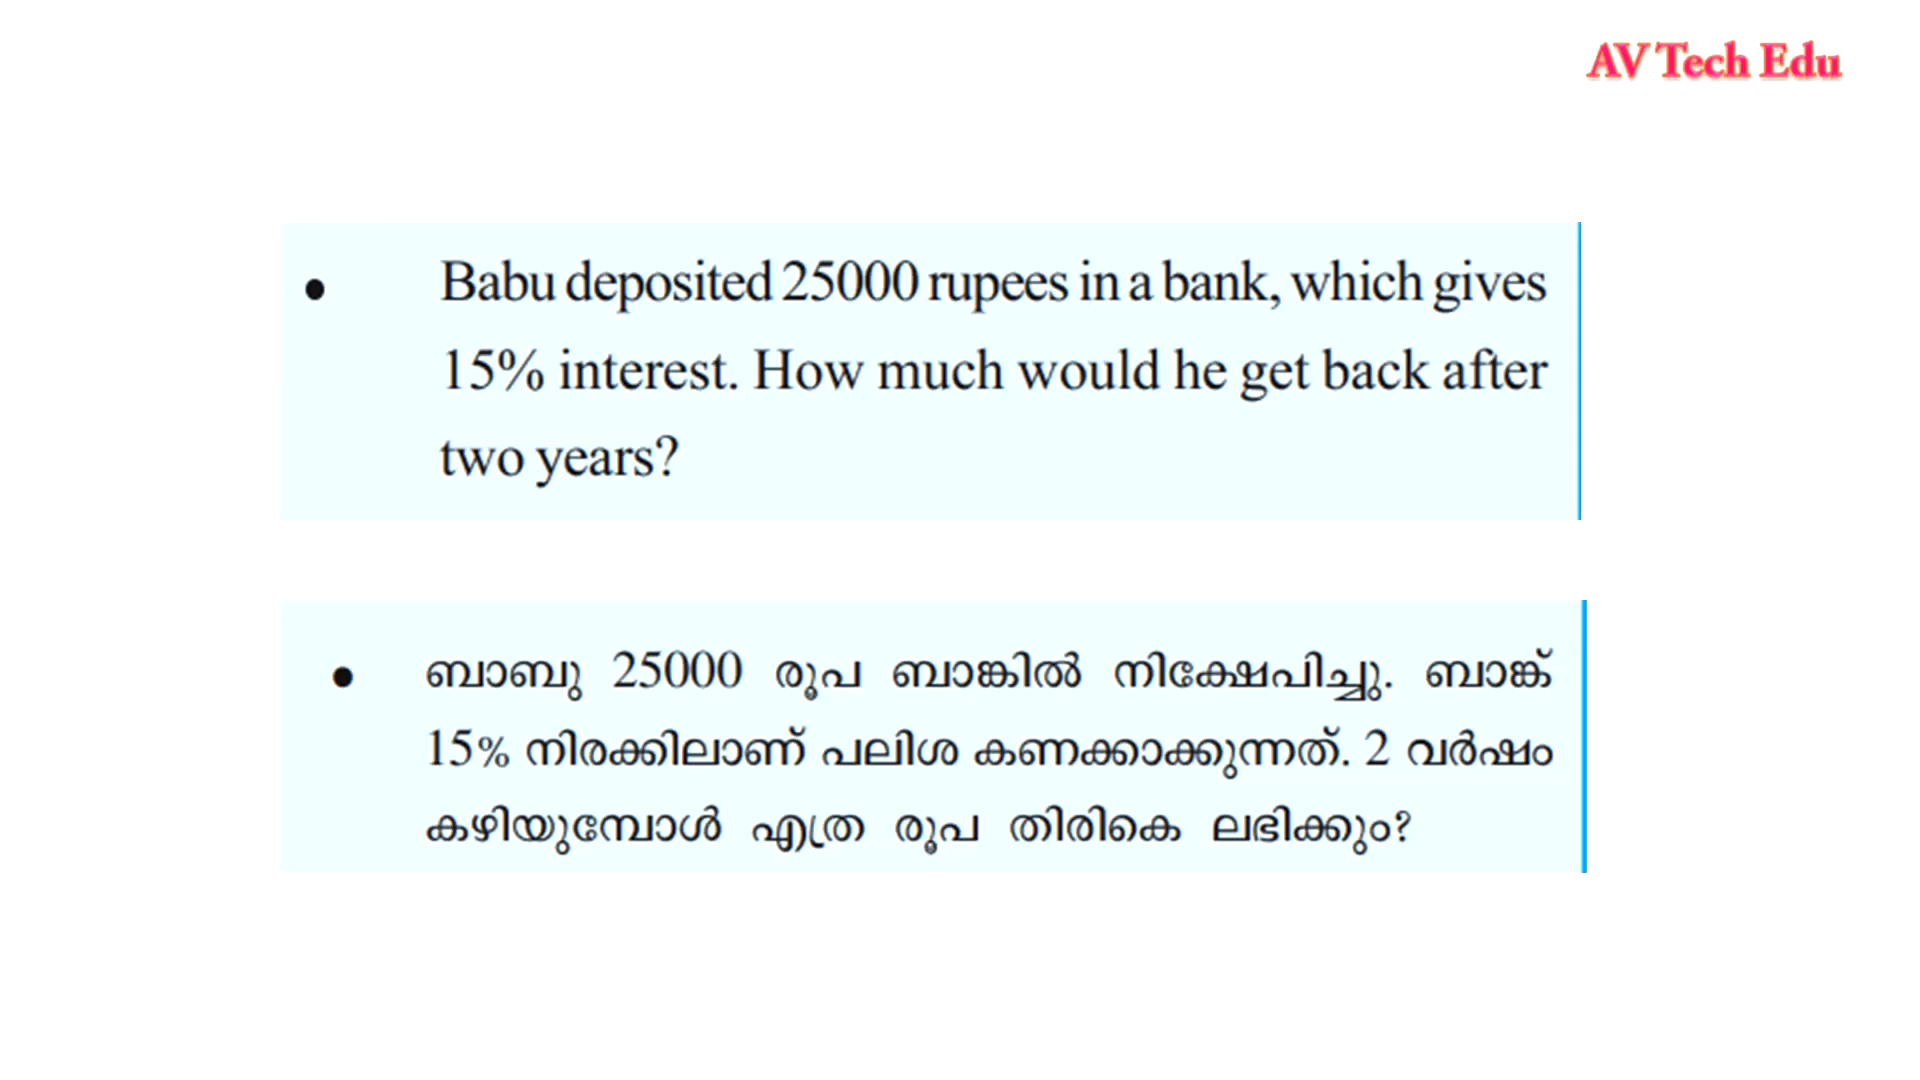 AV Tech Edu
• Babu deposited 25000 rupees in a bank, which gives
15% interest. How much would he get back after
two years?
• ബാബു 25000 രൂപ ബാങ്കിൽ നിക്ഷേപിച്ചു. ബാങ്ക്
15% നിരക്കിലാണ് പലിശ കണക്കാക്കുന്നത്. 2 വർഷം
കഴിയുമ്പോൾ എത്ര രൂപ തിരികെ ലഭിക്കും?